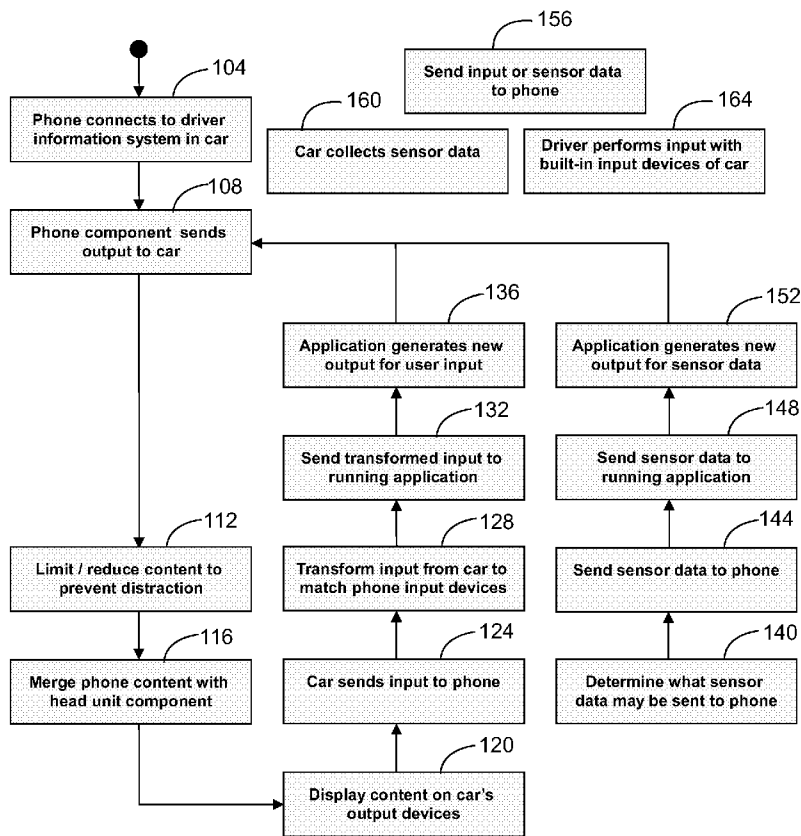 156
Send input or sensor data
to phone
104
Phone connects to driver
information system in car
160
Car collects sensor data
164
Driver performs input with
built-in input devices of car
108
Phone component sends
output to car
136
Application generates new
output for user input
152
Application generates new
output for sensor data
132
Send transformed input to
running application
148
Send sensor data to
running application
112
Limit / reduce content to
prevent distraction
128
Transform input from car to
match phone input devices
144
Send sensor data to phone
116
Merge phone content with
head unit component
124
Car sends input to phone
140
Determine what sensor
data may be sent to phone
120
Display content on car's
output devices